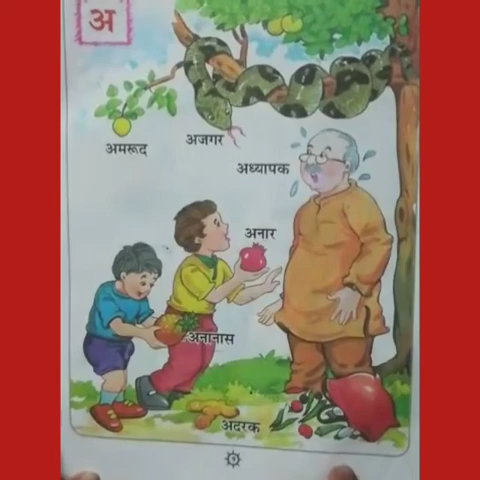 अ
अमरूद
अजगर
अध्यापक
अनार
अनानास
अदरक